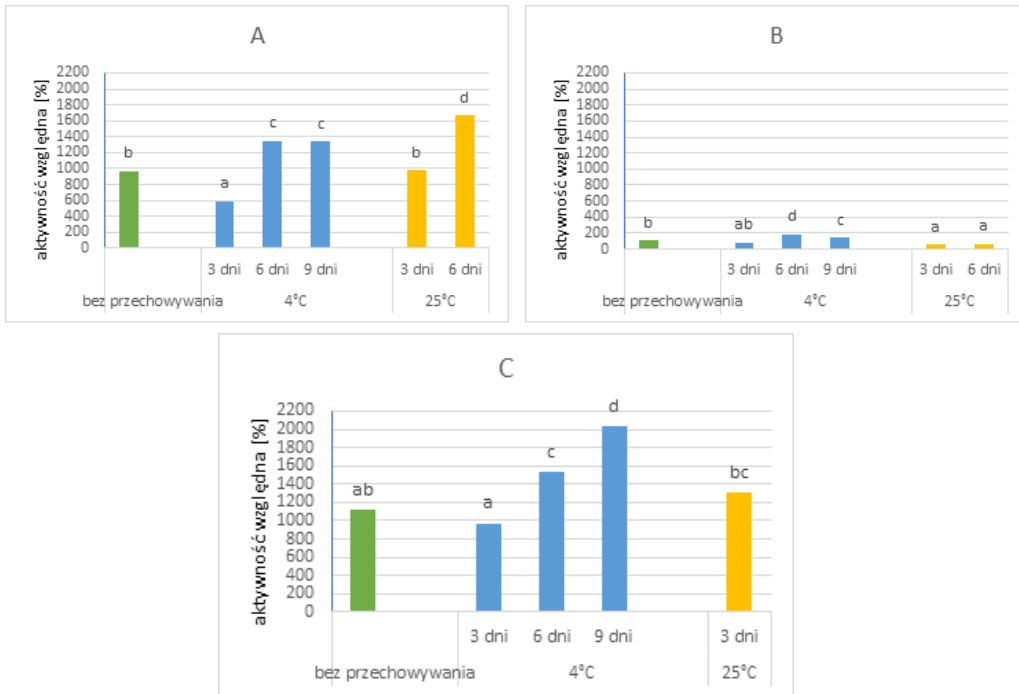 A
aktywność względna [%]
2200
2000
1800
1600
1400
1200
1000
800
600
400
200
0
b
a
c
c
b
d
3 dni
6 dni
9 dni
3 dni
6 dni
bez przechowywania
4°C
25°C
B
aktywność względna [%]
2200
2000
1800
1600
1400
1200
1000
800
600
400
200
0
b
ab
d
c
a
a
3 dni
6 dni
9 dni
3 dni
6 dni
bez przechowywania
4°C
25°C
C
aktywność względna [%]
2200
2000
1800
1600
1400
1200
1000
800
600
400
200
0
ab
a
c
d
bc
3 dni
6 dni
9 dni
3 dni
bez przechowywania
4°C
25°C